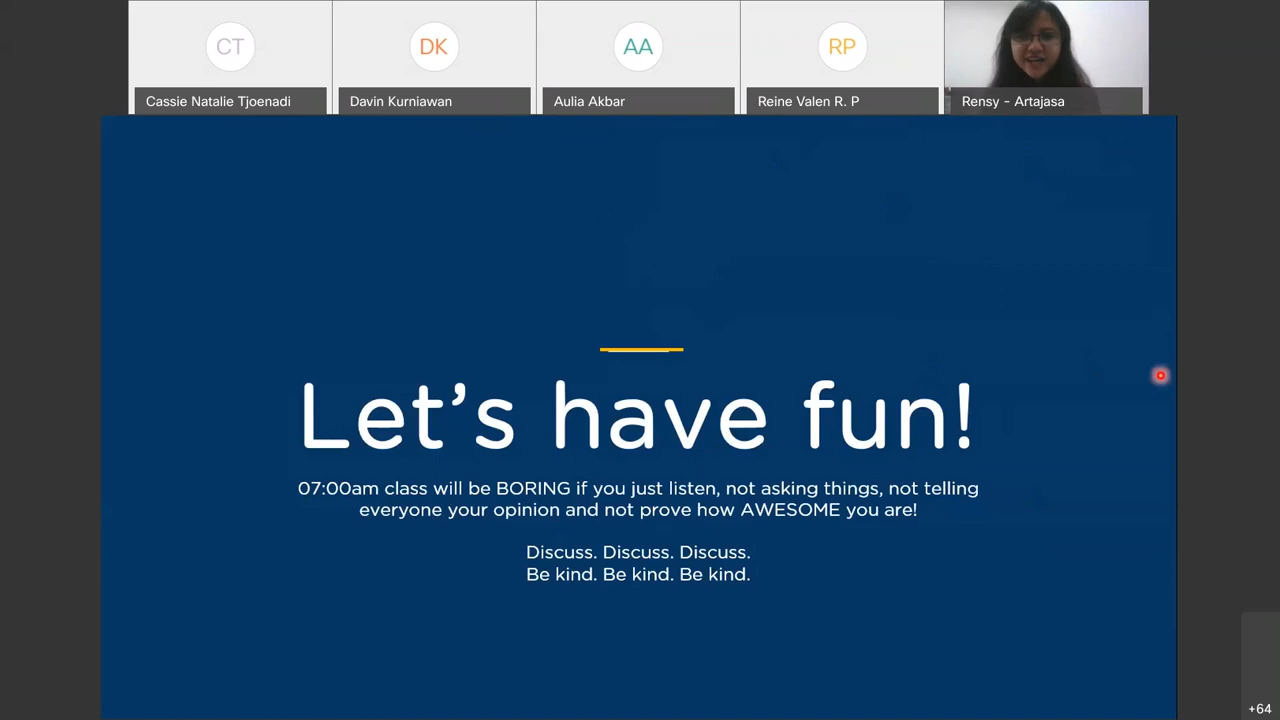 CT
DK
AA
RP
Cassie Natalie Tjoenadi
Davin Kurniawan
Aulia Akbar
Reine Valen R. P
Rensy - Artajasa
Let's have fun!
07:00am class will be BORING if you just listen, not asking things, not telling
everyone your opinion and not prove how AWESOME you are!
Discuss. Discuss. Discuss.
Be kind. Be kind. Be kind.
+64